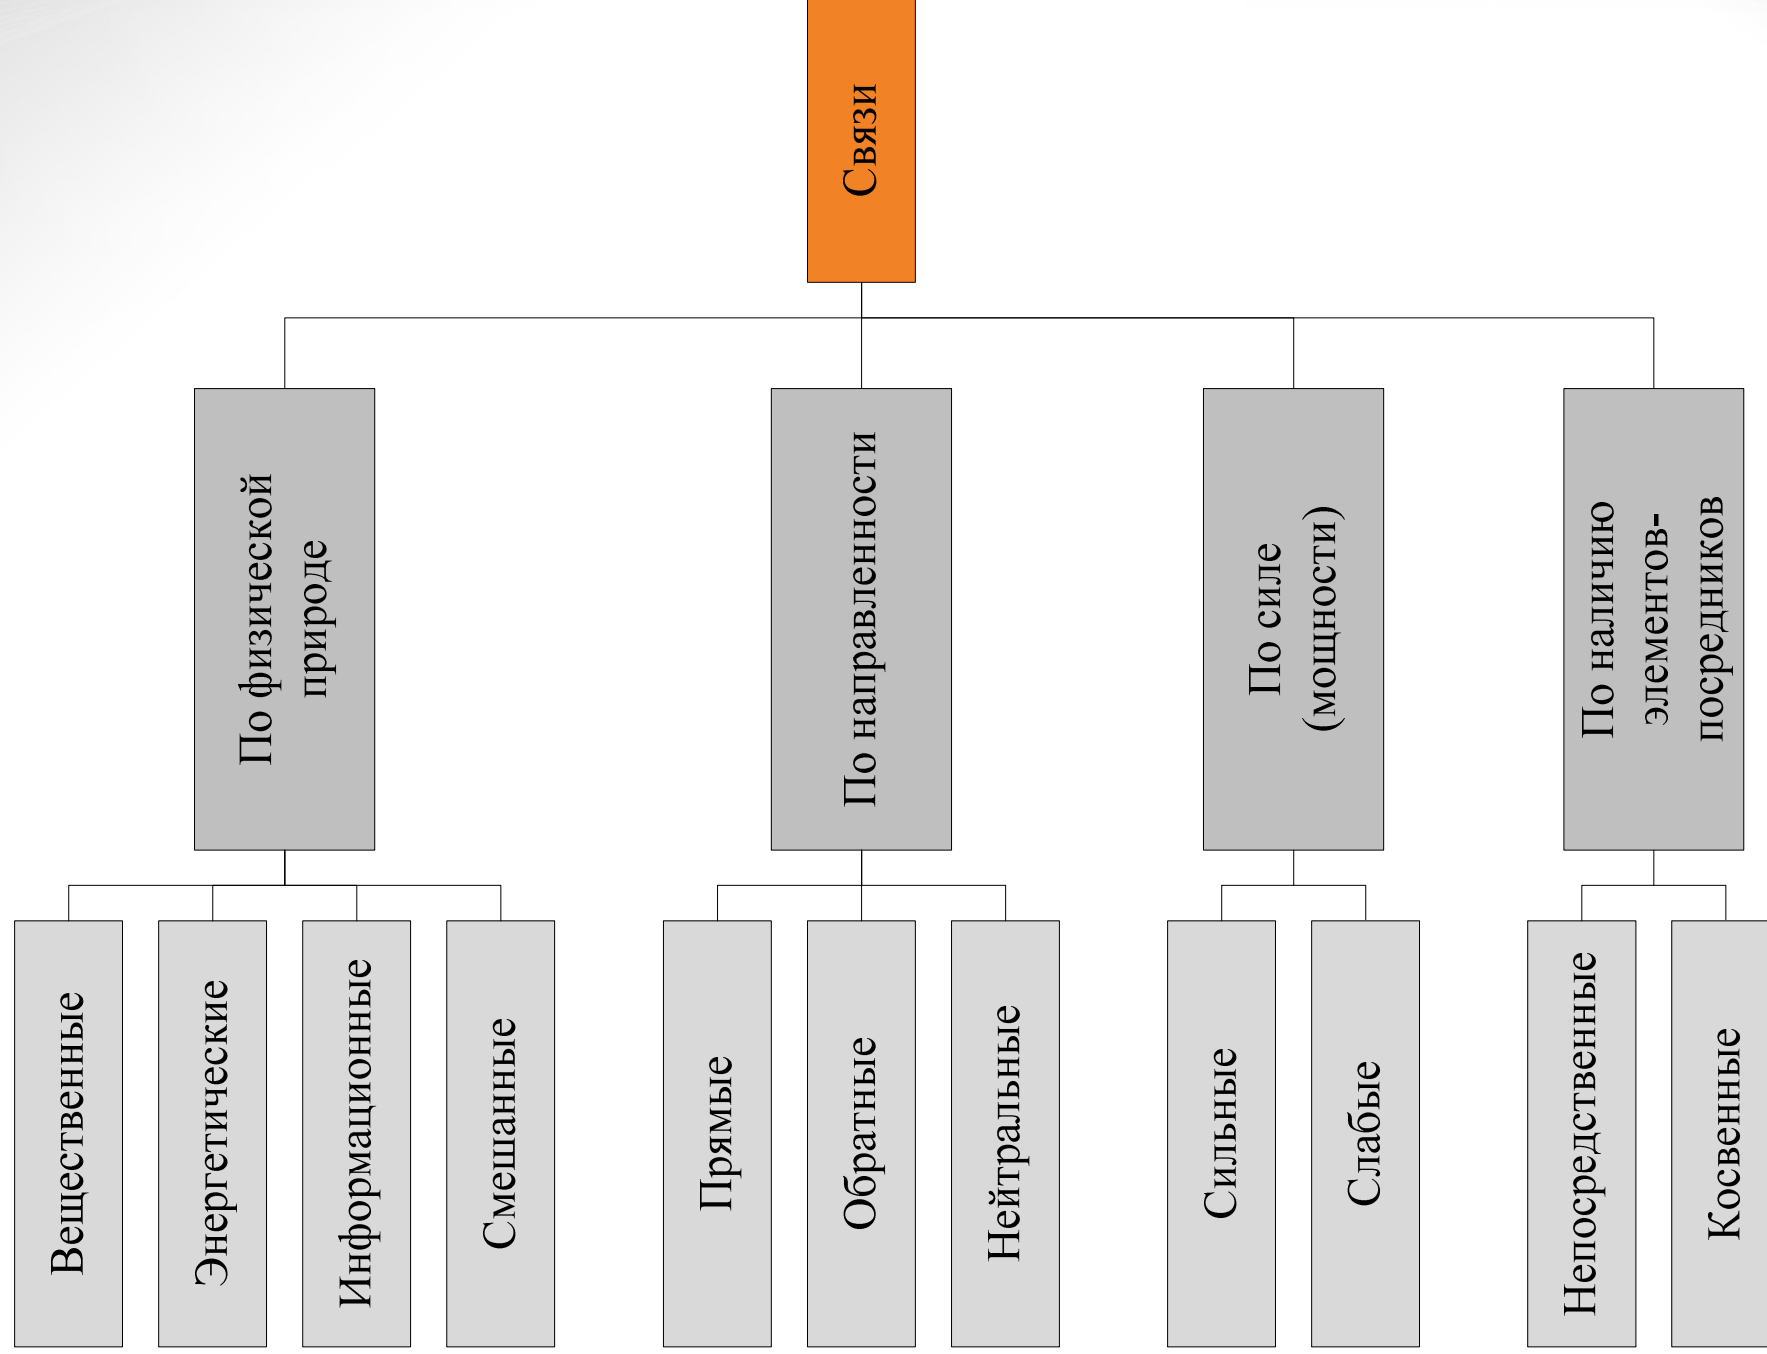 Связи
По физической
природе
По направленности
По силе
(мощности)
По наличию
элементов-
посредников
Вещественные
Энергетические
Информационные
Смешанные
Прямые
Обратные
Нейтральные
Сильные
Слабые
Непосредственные
Косвенные